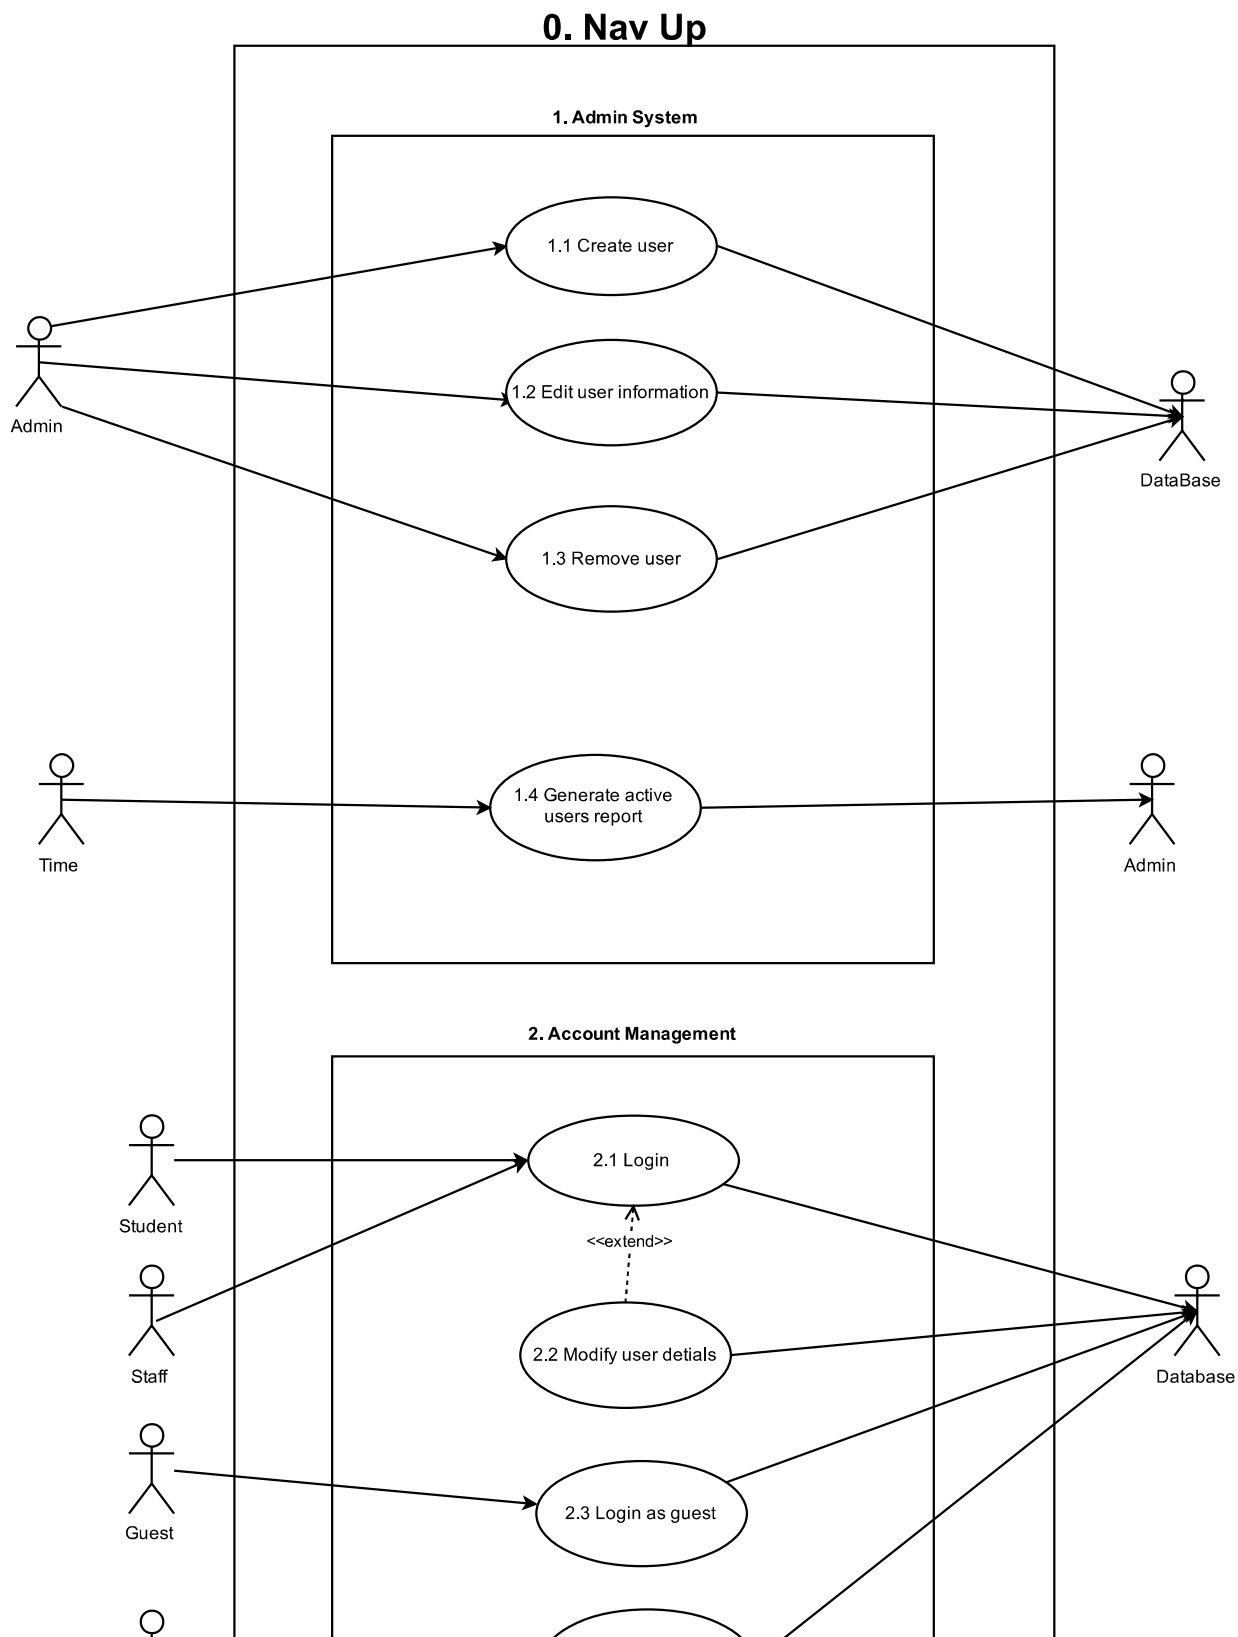 0. Nav Up
1. Admin System
1.1 Create user
1.2 Edit user information
Admin
DataBase
1.3 Remove user
1.4 Generate active
users report
Time
Admin
2. Account Management
2.1 Login
Student
<<extend>>
2.2 Modify user detials
Staff
Database
2.3 Login as guest
Guest